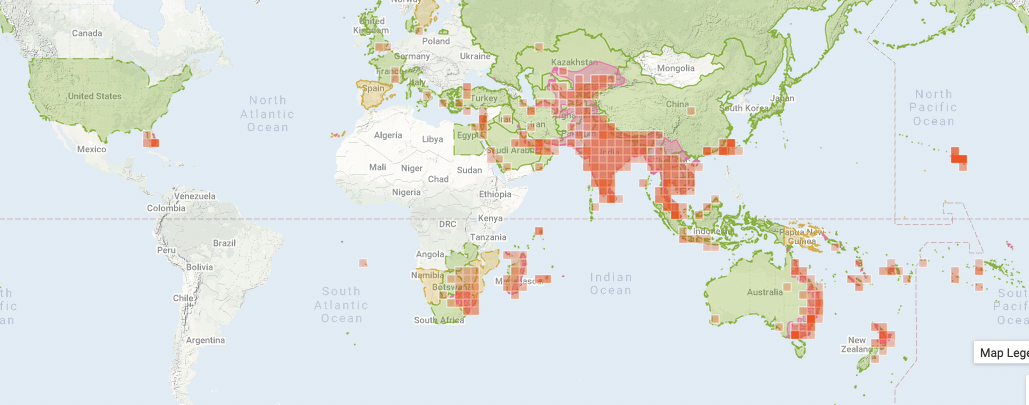 Norway
Canada
United
Kingdom
Poland
Germany
Ukraine
Kazakhstan
Mongolia
France
Italy
Spain
Turkey
United States
North
Atlantic
Ocean
China
South Korea
Japan
North
Pacific
Ocean
Iran
Algeria
Libya
Egypt
Saudi Arabia
Mexico
Mali
Niger
Chad
Sudan
Nigeria
Ethiopia
Venezuela
Colombia
DRC
Kenya
Tanzania
Indonesia
Papua New
Guinea
Brazil
Peru
Angola
Bolivia
Namibia
Botswana
Madagascar
Indian
Ocean
South
Atlantic
Ocean
Australia
Chile
South Africa
Argentina
New
Zealand
South
Pacific
Ocean
Map Lege